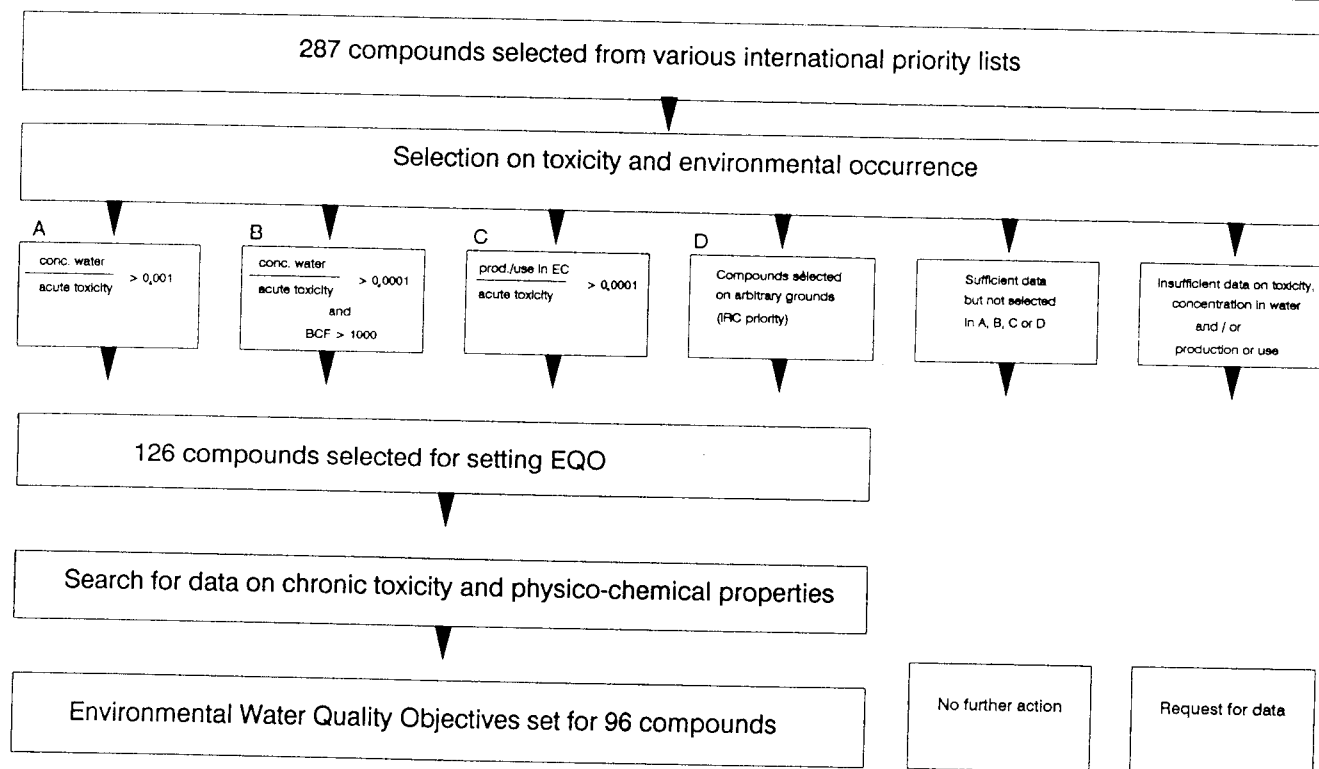 287 compounds selected from various international priority lists
Selection on toxicity and environmental occurrence
A
conc. water
acute toxicity
> 0,001
B
conc. water
acute toxicity
> 0,0001
and
BCF > 1000
C
prod./use in EC
acute toxicity
> 0,0001
D
Compounds selected
on arbitrary grounds
(IRC priority)
Sufficient data
but not selected
in A, B, C or D
Insufficient data on toxicity,
concentration in water
and / or
production or use
126 compounds selected for setting EQO
Search for data on chronic toxicity and physico-chemical properties
Environmental Water Quality Objectives set for 96 compounds
No further action
Request for data